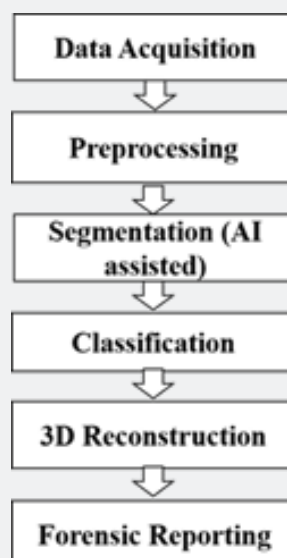 Data Acquisition
Preprocessing
Segmentation (AI
assisted)
Classification
3D Reconstruction
Forensic Reporting